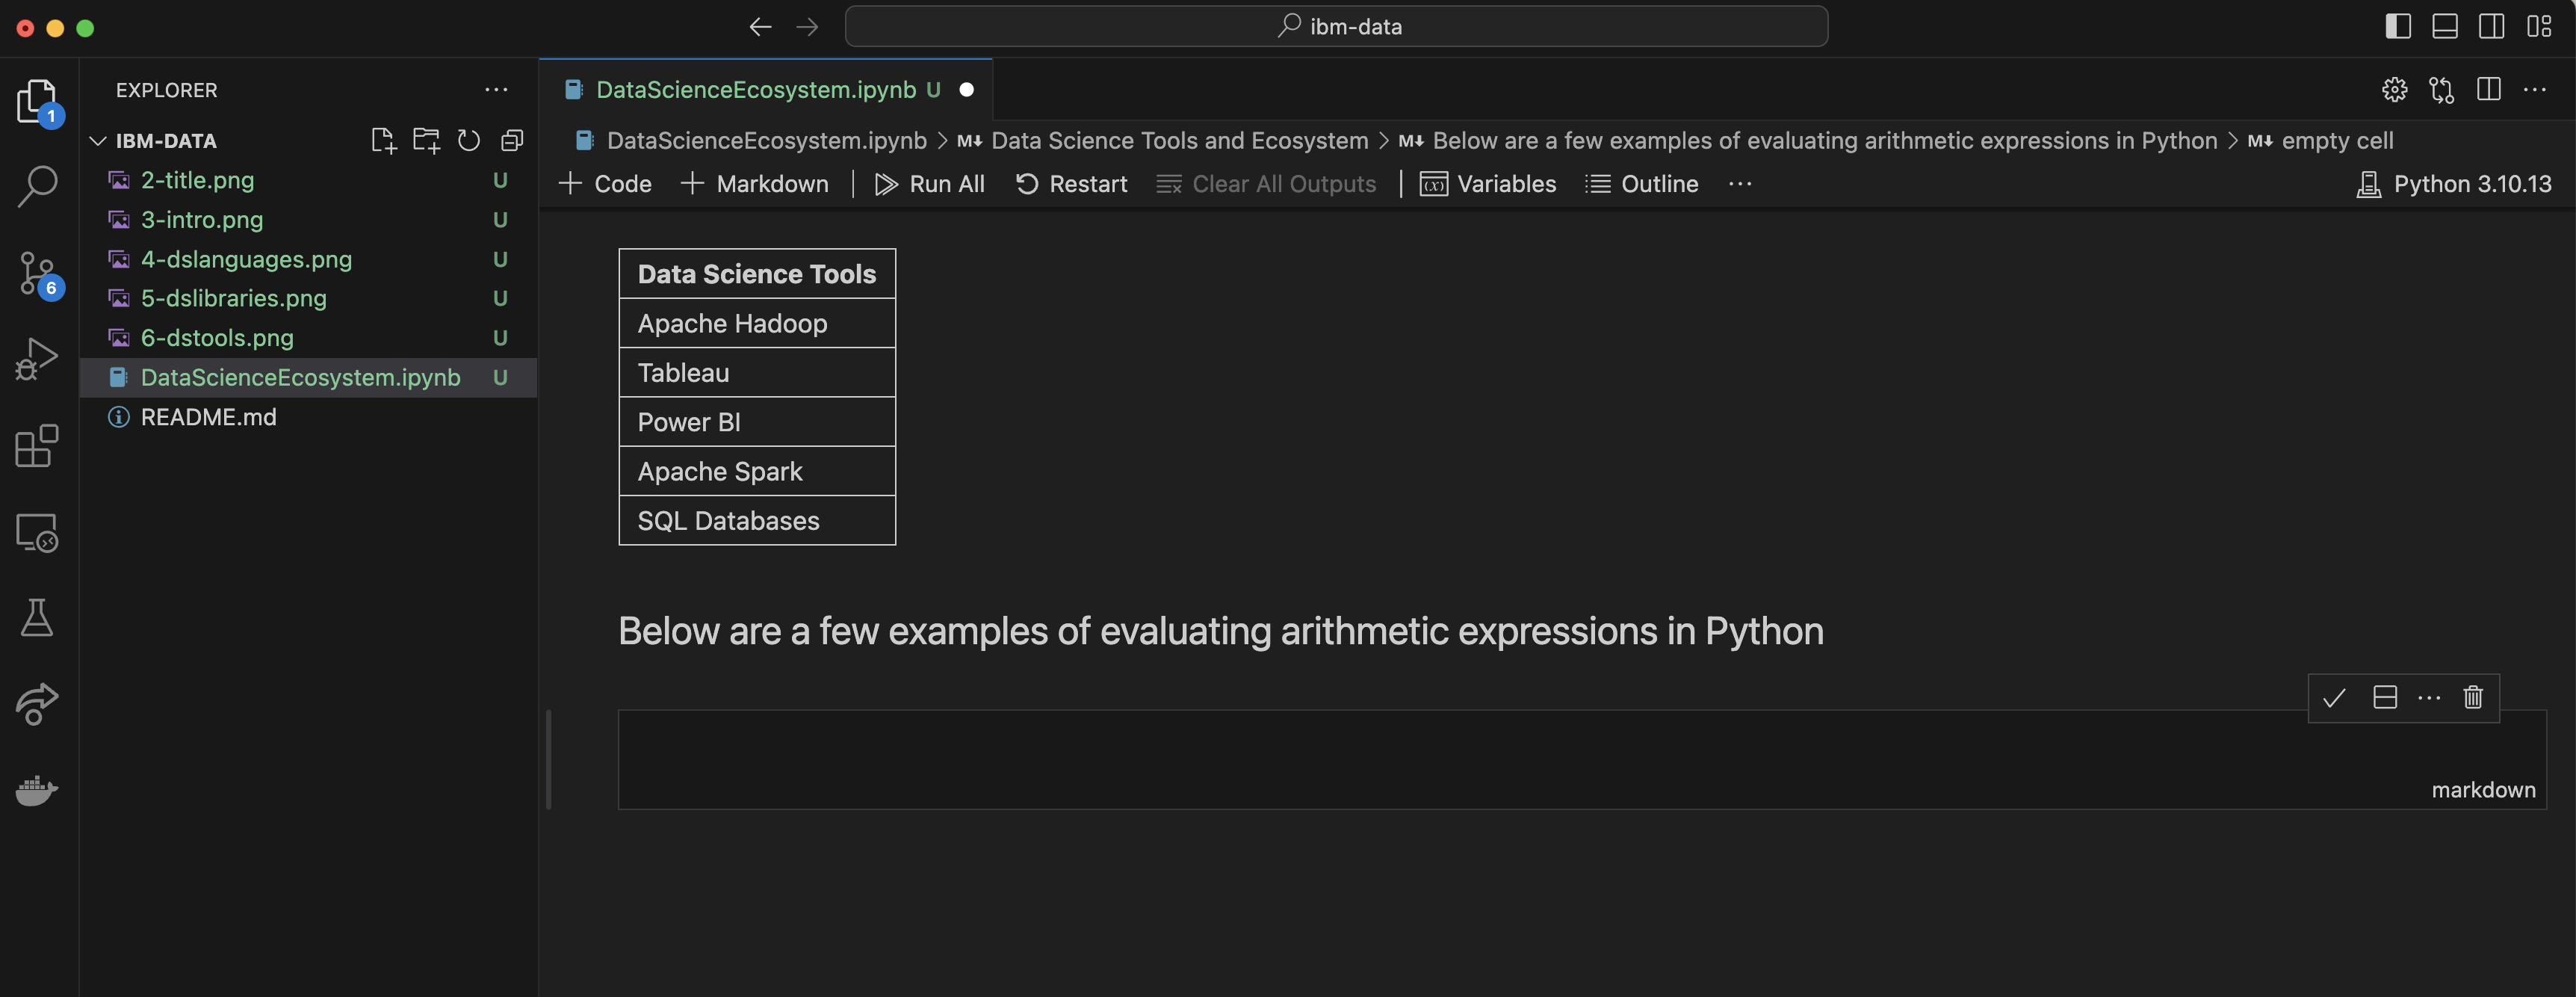 ibm-data
EXPLORER
1
IBM-DATA
2-title.png U
3-intro.png U
4-dslanguages.png U
5-dslibraries.png U
6-dstools.png U
DataScienceEcosystem.ipynb U
README.md
6
DataScienceEcosystem.ipynb U
DataScienceEcosystem.ipynb > M↓ Data Science Tools and Ecosystem > M↓ Below are a few examples of evaluating arithmetic expressions in Python > M↓ empty cell
+ Code + Markdown | Run All Restart Clear All Outputs | (x) Variables Outline ... Python 3.10.13
Data Science Tools
Apache Hadoop
Tableau
Power BI
Apache Spark
SQL Databases
Below are a few examples of evaluating arithmetic expressions in Python
markdown